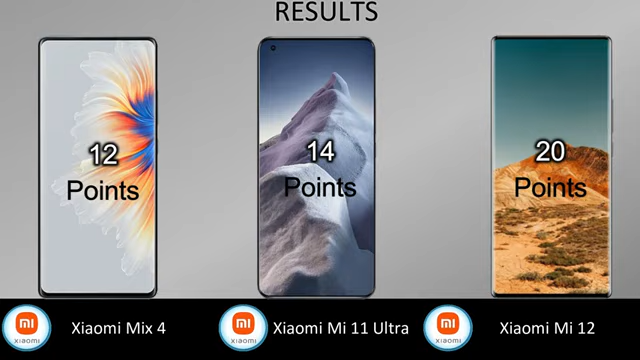 RESULTS
12
Points
14
Points
20
Points
mi
xiaomi
Xiaomi Mix 4
mi
xiaomi
Xiaomi Mi 11 Ultra
mi
xiaomi
Xiaomi Mi 12